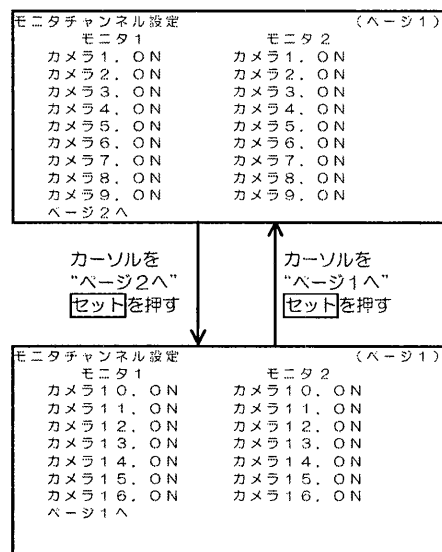 モニタチャンネル設定 (ページ1)
モニタ1 モニタ2
カメラ1. ON カメラ1. ON
カメラ2. ON カメラ2. ON
カメラ3. ON カメラ3. ON
カメラ4. ON カメラ4. ON
カメラ5. ON カメラ5. ON
カメラ6. ON カメラ6. ON
カメラ7. ON カメラ7. ON
カメラ8. ON カメラ8. ON
カメラ9. ON カメラ9. ON
ページ2へ
カーソルを
“ページ2へ”
セットを押す
カーソルを
“ページ1へ”
セットを押す
モニタチャンネル設定 (ページ1)
モニタ1 モニタ2
カメラ10. ON カメラ10. ON
カメラ11. ON カメラ11. ON
カメラ12. ON カメラ12. ON
カメラ13. ON カメラ13. ON
カメラ14. ON カメラ14. ON
カメラ15. ON カメラ15. ON
カメラ16. ON カメラ16. ON
ページ1へ